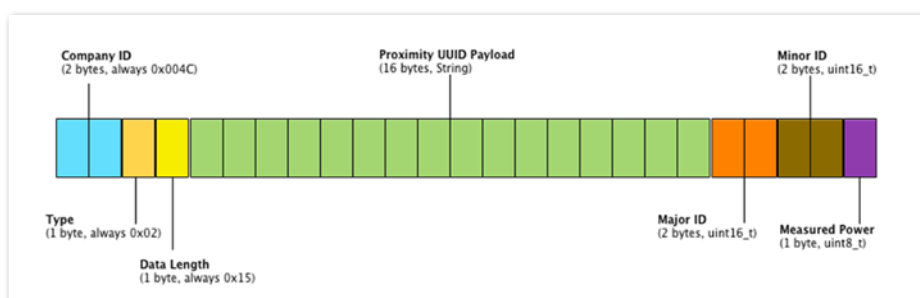 Company ID
(2 bytes, always 0x004C)
Proximity UUID Payload
(16 bytes, String)
Minor ID
(2 bytes, uint16_t)
Type
(1 byte, always 0x02)
Data Length
(1 byte, always 0x15)
Major ID
(2 bytes, uint16_t)
Measured Power
(1 byte, uint8_t)